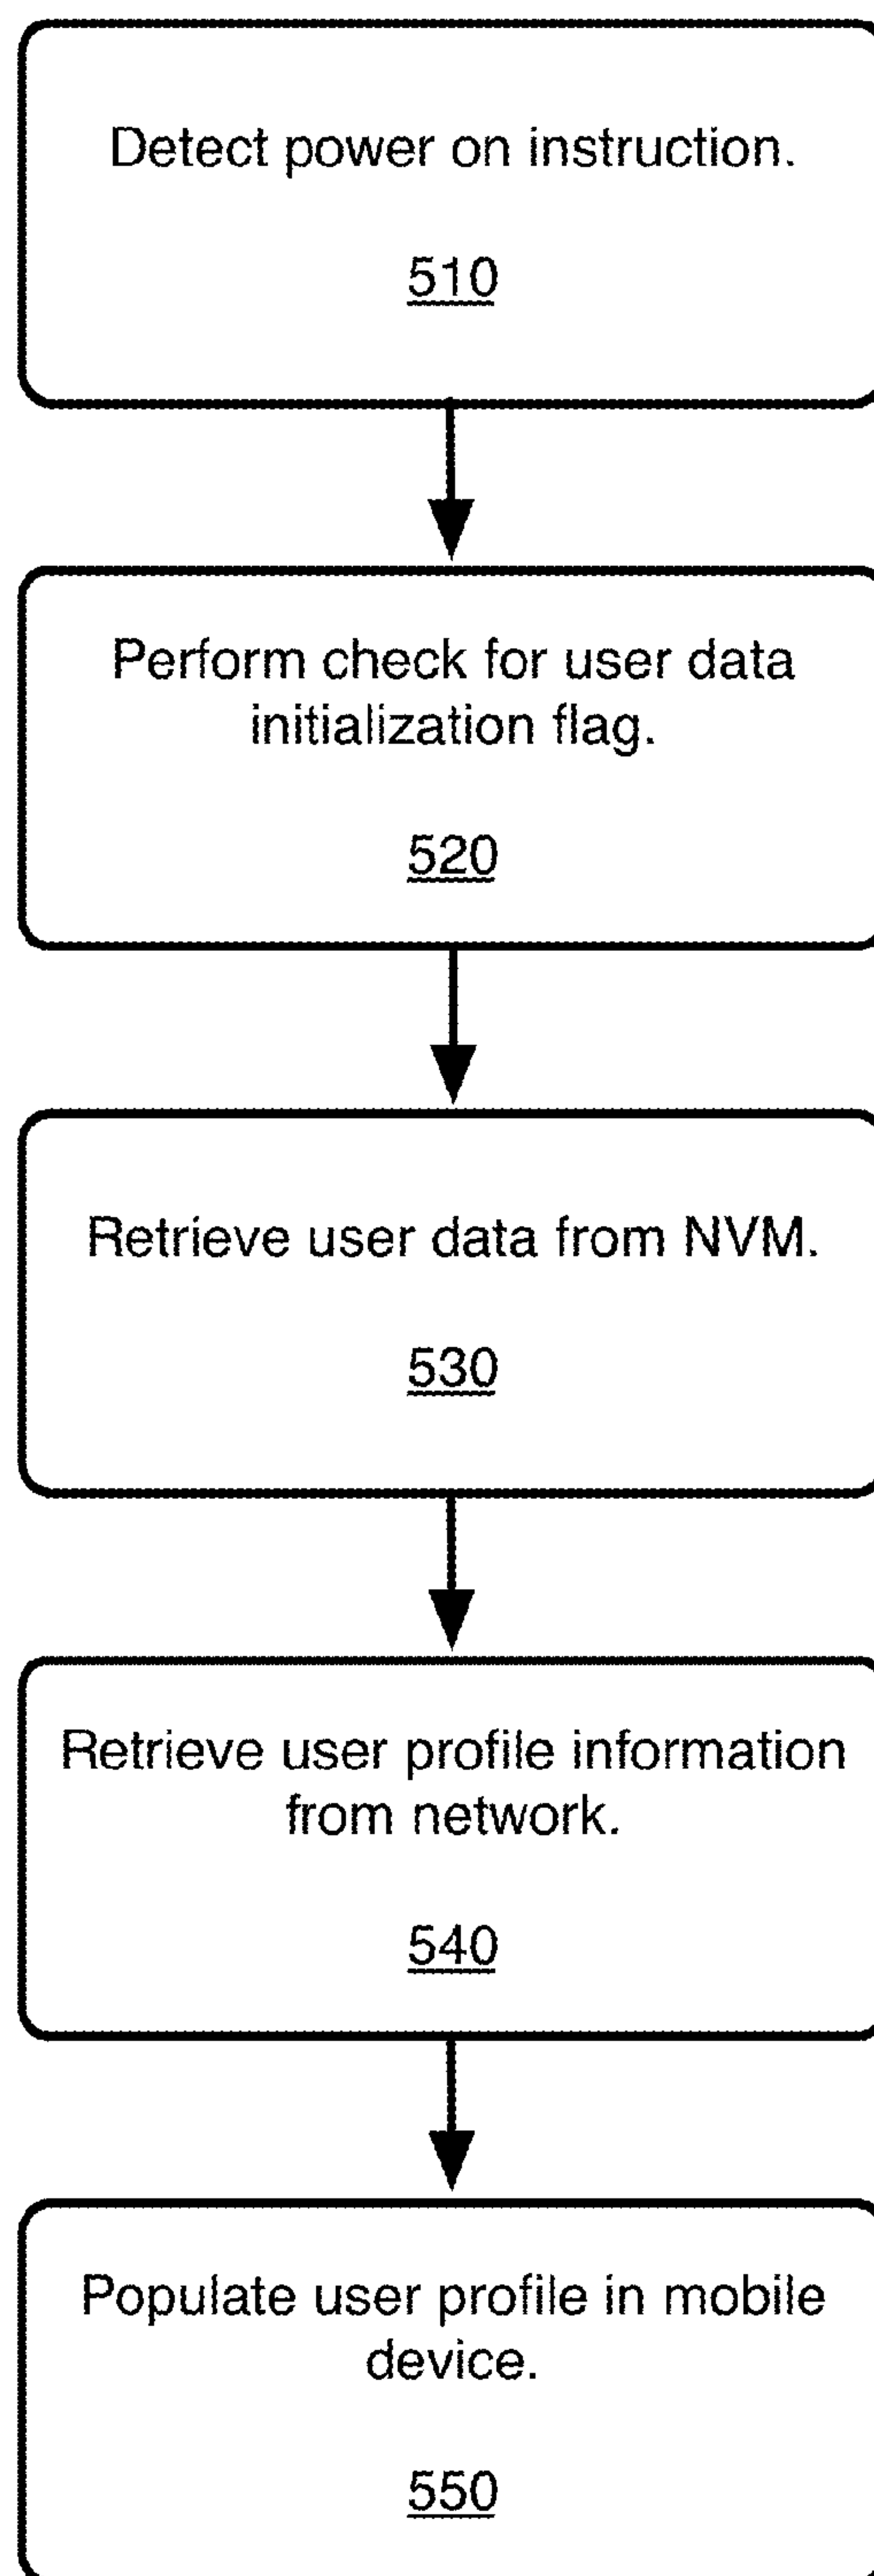 Detect power on instruction.
510
Perform check for user data
initialization flag.
520
Retrieve user data from NVM.
530
Retrieve user profile information
from network.
540
Populate user profile in mobile
device.
550